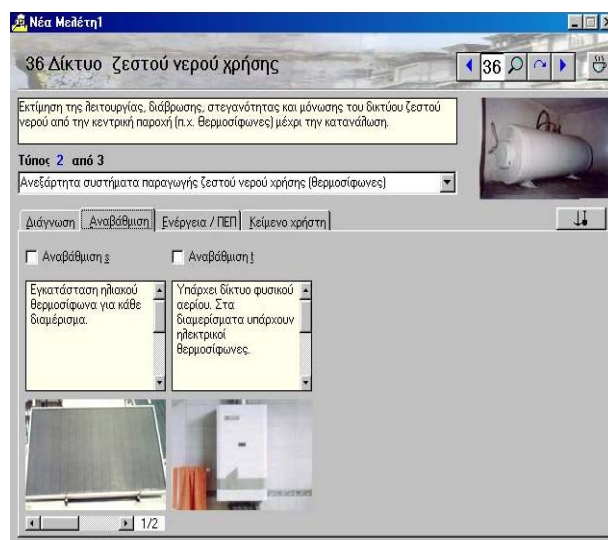 Νέα Μελέτη1
36 Δίκτυο ζεστού νερού χρήσης
36
Εκτίμηση της λειτουργίας, διάβρωσης, στεγανότητας και μόνωσης του δικτύου ζεστού
νερού από την κεντρική παροχή (π.χ. θερμοσίφωνες) μέχρι την κατανάλωση.
Τύπος 2 από 3
Ανεξάρτητα συστήματα παραγωγής ζεστού νερού χρήσης (θερμοσίφωνες)
Διάγνωση Αναβάθμιση Ενέργεια / ΠΕΠ Κείμενο χρήστη
Αναβάθμιση s Αναβάθμιση t
Εγκατάσταση ηλιακού
θερμοσίφωνα για κάθε
διαμέρισμα.
Υπάρχει δίκτυο φυσικού
αερίου. Στα
διαμερίσματα υπάρχουν
ηλεκτρικοί
θερμοσίφωνες.
1/2